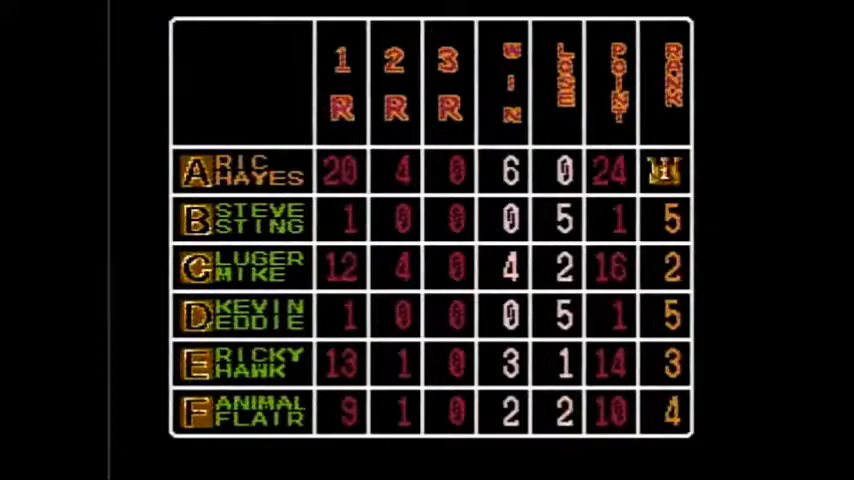 1R 2R 3R WIN LOSE POINT RANK
A RIC HAYES 20 4 0 6 0 24 1
B STEVE STING 1 0 0 0 5 1 5
C LUGER MIKE 12 4 0 4 2 16 2
D KEVIN EDDIE 1 0 0 0 5 1 5
E RICKY HAWK 13 1 0 3 1 14 3
F ANIMAL FLAIR 9 1 0 2 2 10 4